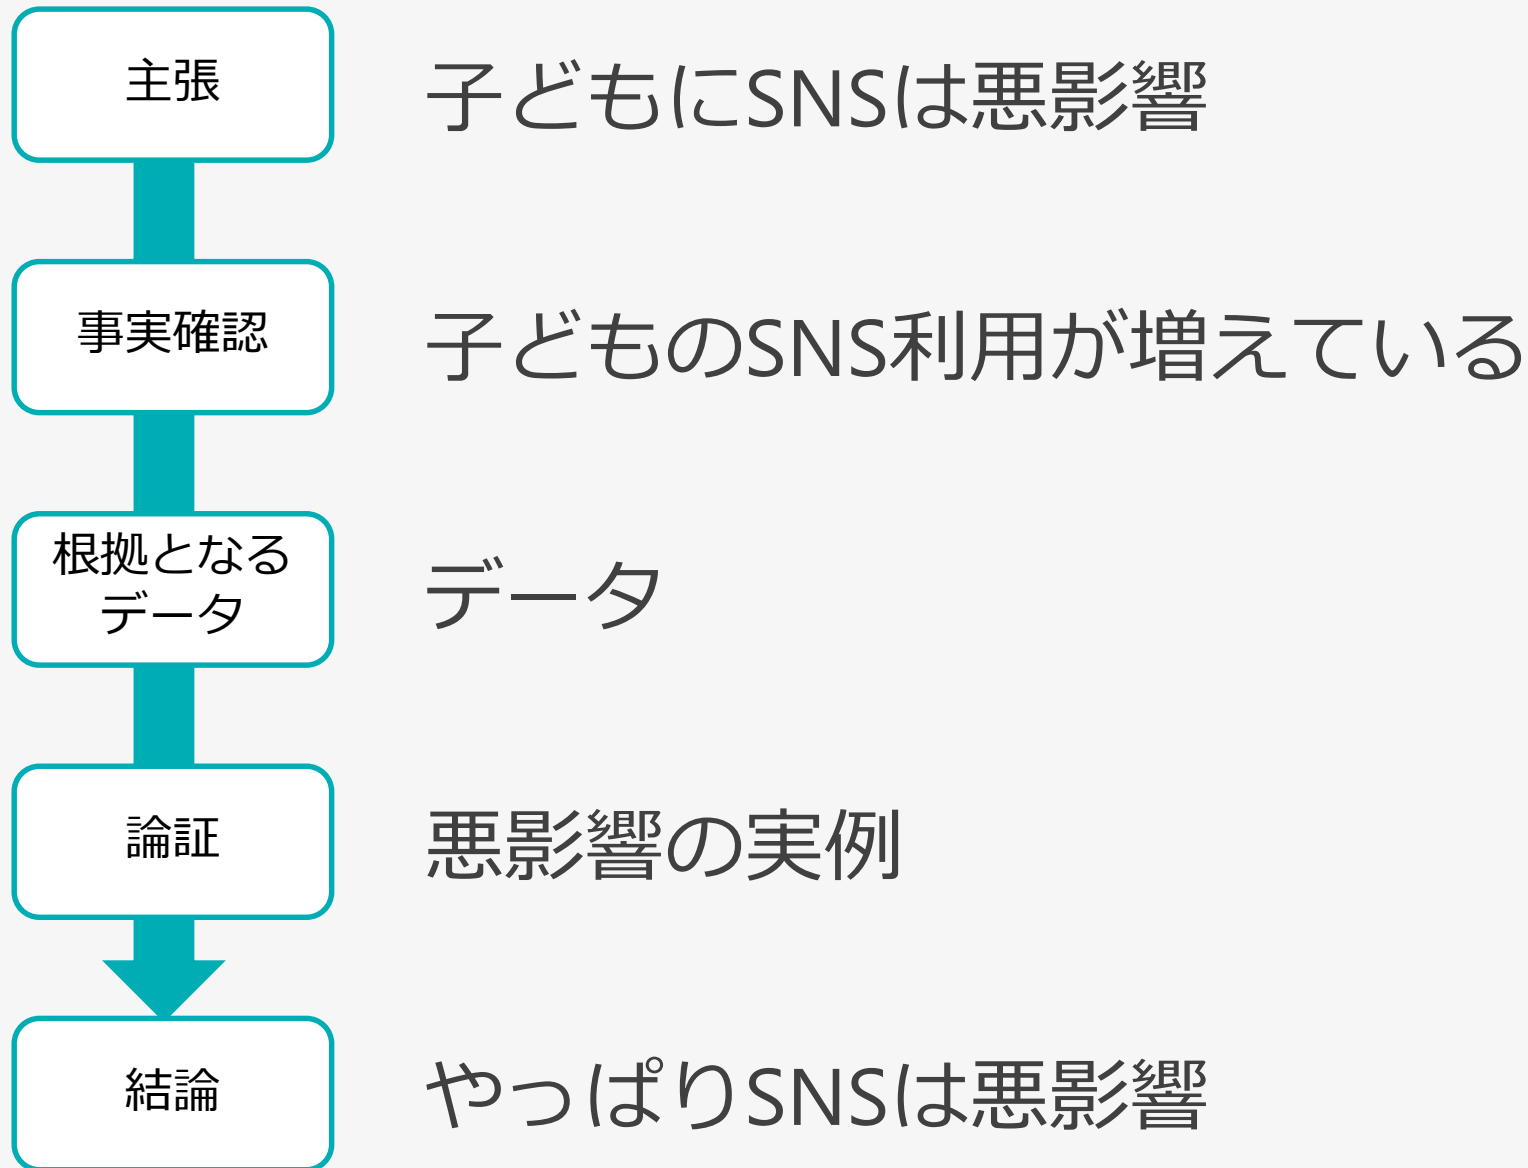 主張
子どもにSNSは悪影響
事実確認
子どものSNS利用が増えている
根拠となる
データ
データ
論証
悪影響の実例
結論
やっぱりSNSは悪影響